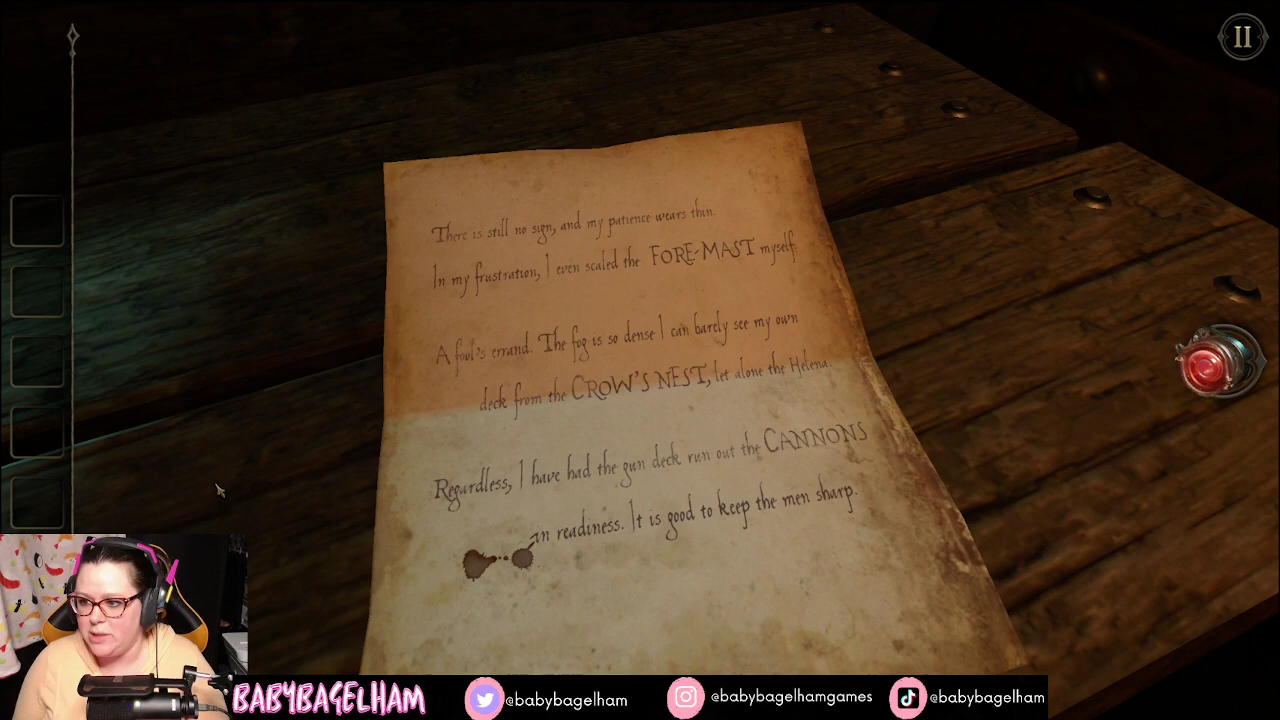 There is still no sign, and my patience wears thin.
In my frustration, I even scaled the FORE-MAST myself.
A fool's errand. The fog is so dense I can barely see my own
deck from the CROW'S NEST, let alone the Helena.
Regardless, I have had the gun deck run out the CANNONS
in readiness. It is good to keep the men sharp.
BABYBAGELHAM @babybagelham @babybagelhamgames @babybagelham